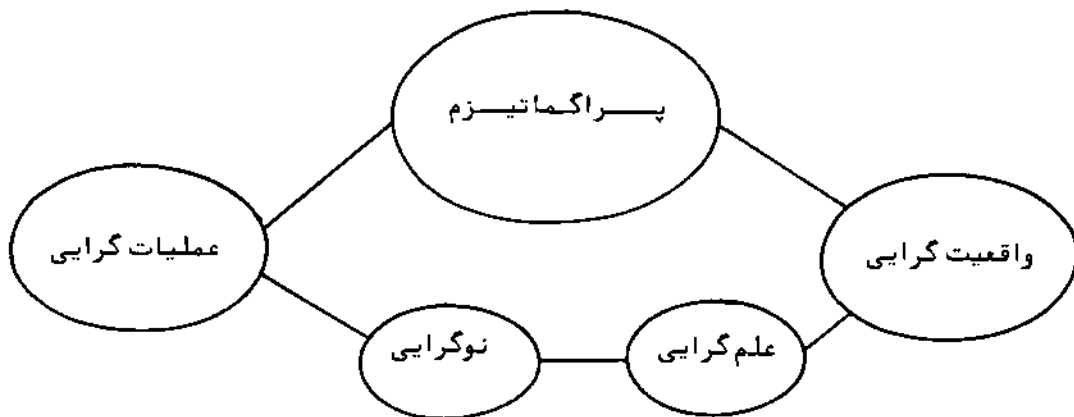 پراگماتیزم
واقعیت گرایی
عملیات گرایی
علم گرایی
نوگرایی